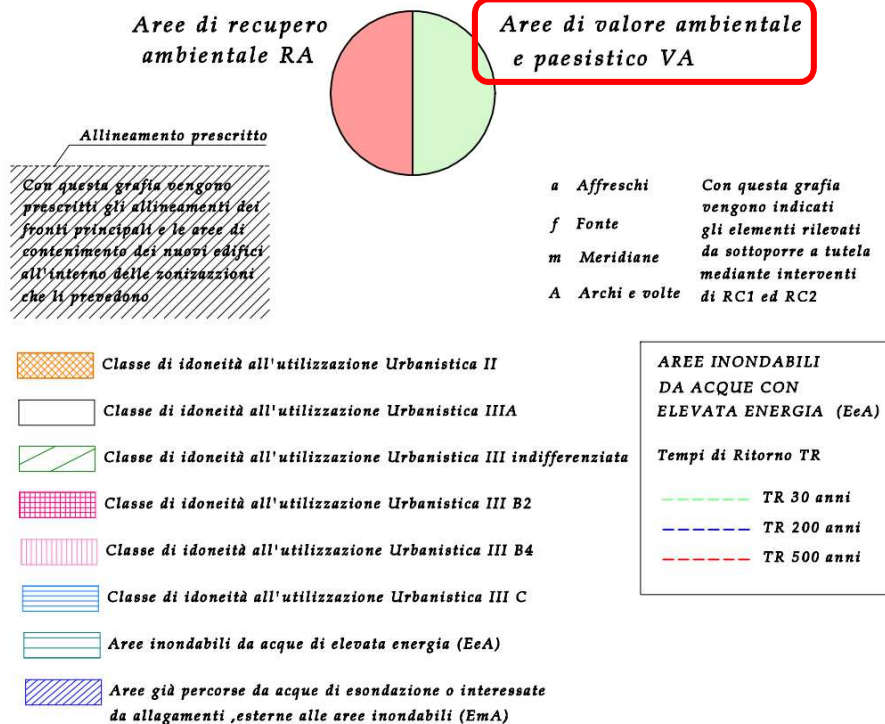 Aree di recupero
ambientale RA
Aree di valore ambientale
e paesistico VA
Allineamento prescritto
Con questa grafia vengono
prescritti gli allineamenti dei
fronti principali e le aree di
contenimento dei nuovi edifici
all'interno delle zonizazzioni
che li prevedono
a Affreschi
f Fonte
m Meridiane
A Archi e volte
Con questa grafia
vengono indicati
gli elementi rilevati
da sottoporre a tutela
mediante interventi
di RC1 ed RC2
Classe di idoneità all'utilizzazione Urbanistica II
Classe di idoneità all'utilizzazione Urbanistica IIIA
Classe di idoneità all'utilizzazione Urbanistica III indifferenziata
Classe di idoneità all'utilizzazione Urbanistica III B2
Classe di idoneità all'utilizzazione Urbanistica III B4
Classe di idoneità all'utilizzazione Urbanistica III C
Aree inondabili da acque di elevata energia (EeA)
Aree già percorse da acque di esondazione o interessate
da allagamenti ,esterne alle aree inondabili (EmA)
AREE INONDABILI
DA ACQUE CON
ELEVATA ENERGIA (EeA)
Tempi di Ritorno TR
TR 30 anni
TR 200 anni
TR 500 anni